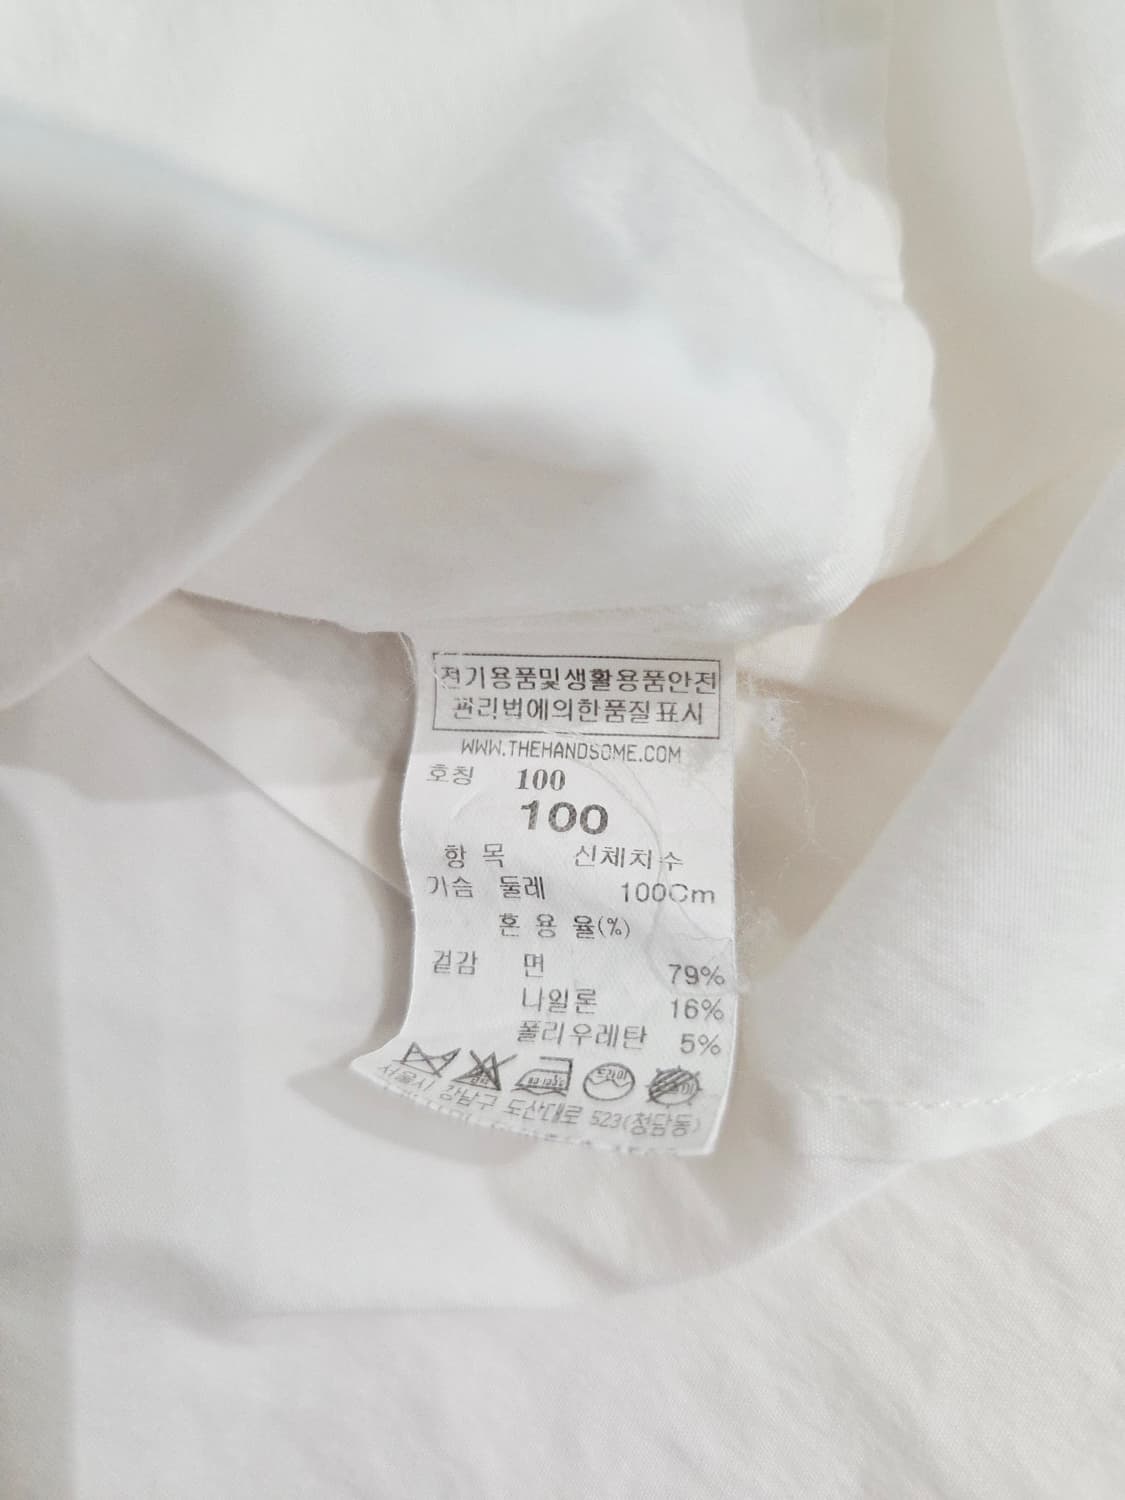 전기용품및생활용품안전
관리법에의한품질표시
WWW.THEHANDSOME.COM
호칭 100
100
항 목 신체치수
가슴 둘레 100Cm
혼 용 율(%)
겉감 면 79%
나일론 16%
폴리우레탄 5%
드라이
서울시 강남구 도산대로 523(청담동)